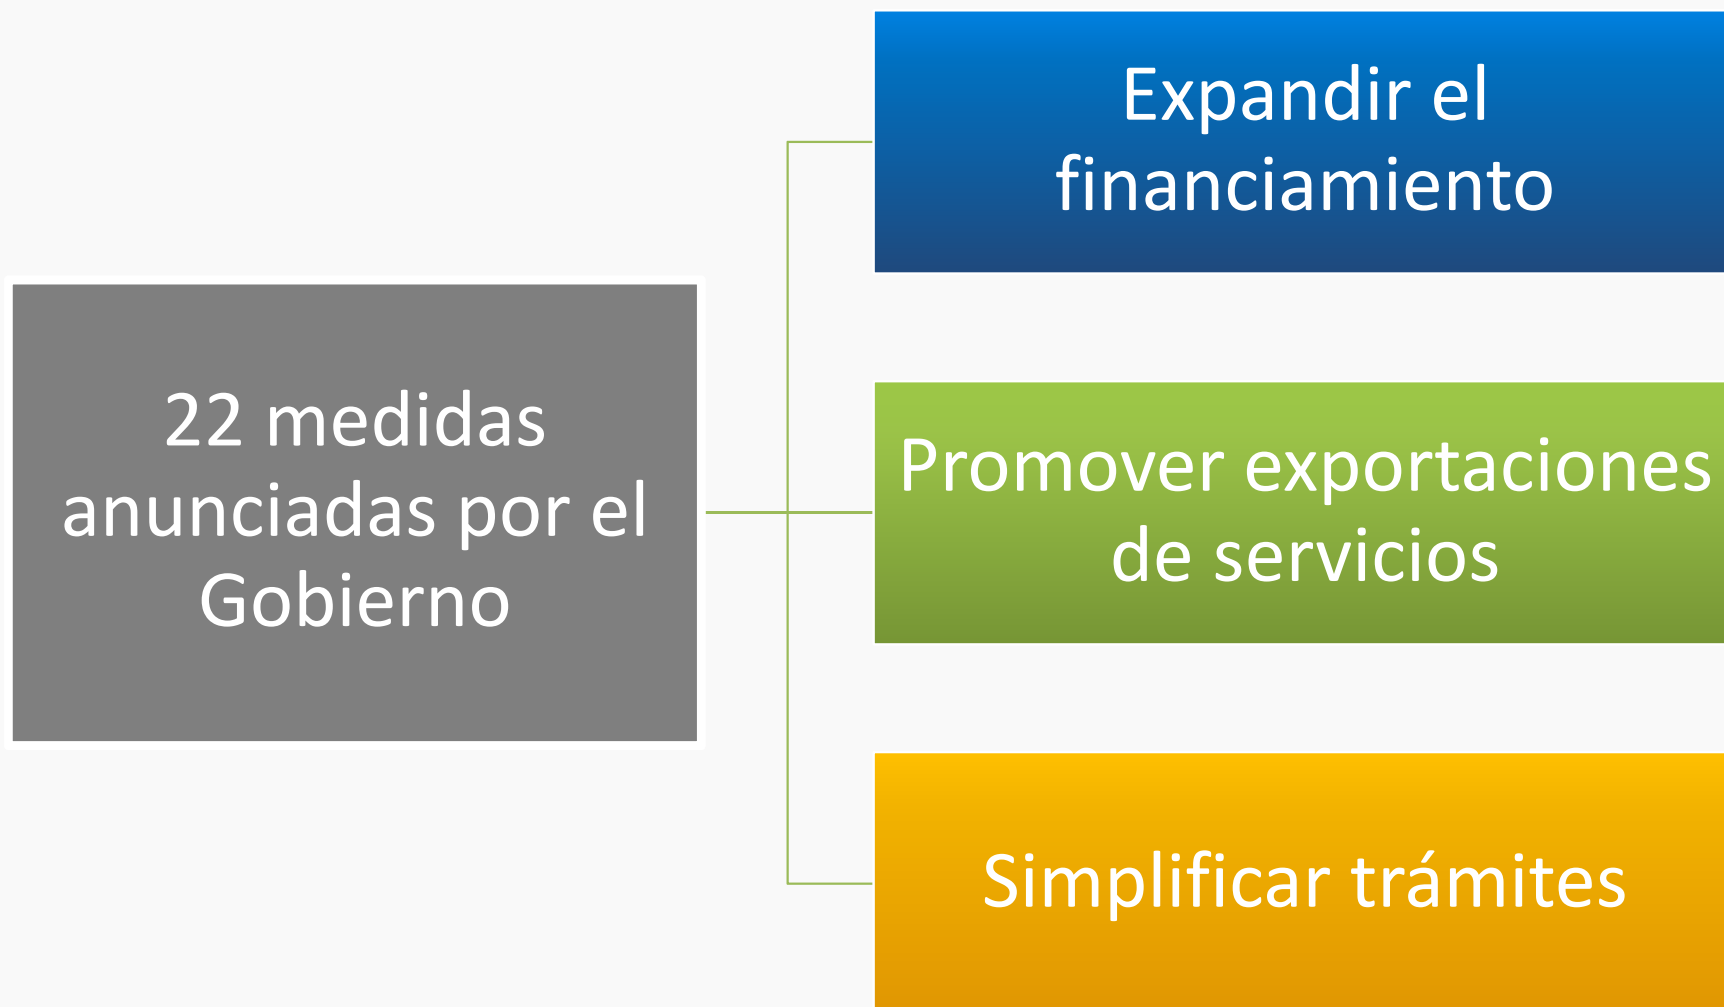 22 medidas
anunciadas por el
Gobierno
Expandir el
financiamiento
Promover exportaciones
de servicios
Simplificar trámites